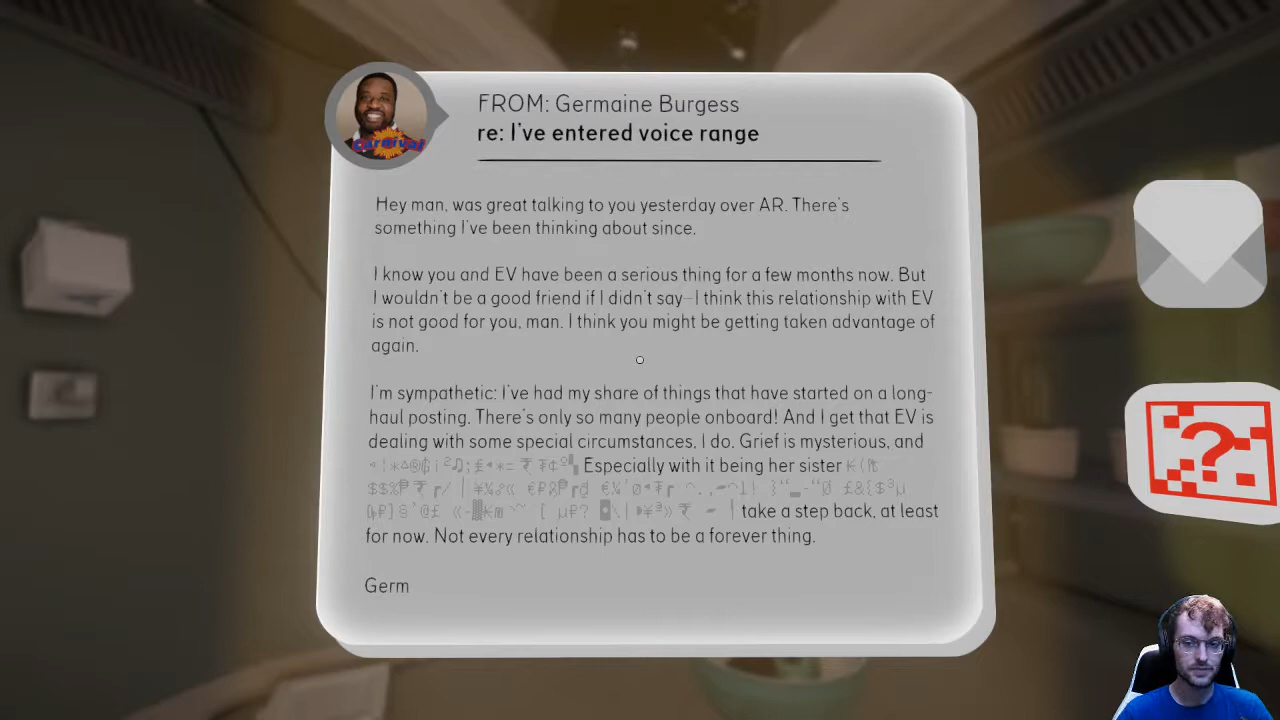 FROM: Germaine Burgess
re: I've entered voice range
Carnival
Hey man, was great talking to you yesterday over AR. There's
something I've been thinking about since.
I know you and EV have been a serious thing for a few months now. But
I wouldn't be a good friend if I didn't say—I think this relationship with EV
is not good for you, man. I think you might be getting taken advantage of
again.
I'm sympathetic: I've had my share of things that have started on a long-
haul posting. There's only so many people onboard! And I get that EV is
dealing with some special circumstances, I do. Grief is mysterious, and
Especially with it being her sister
take a step back, at least
for now. Not every relationship has to be a forever thing.
Germ
?